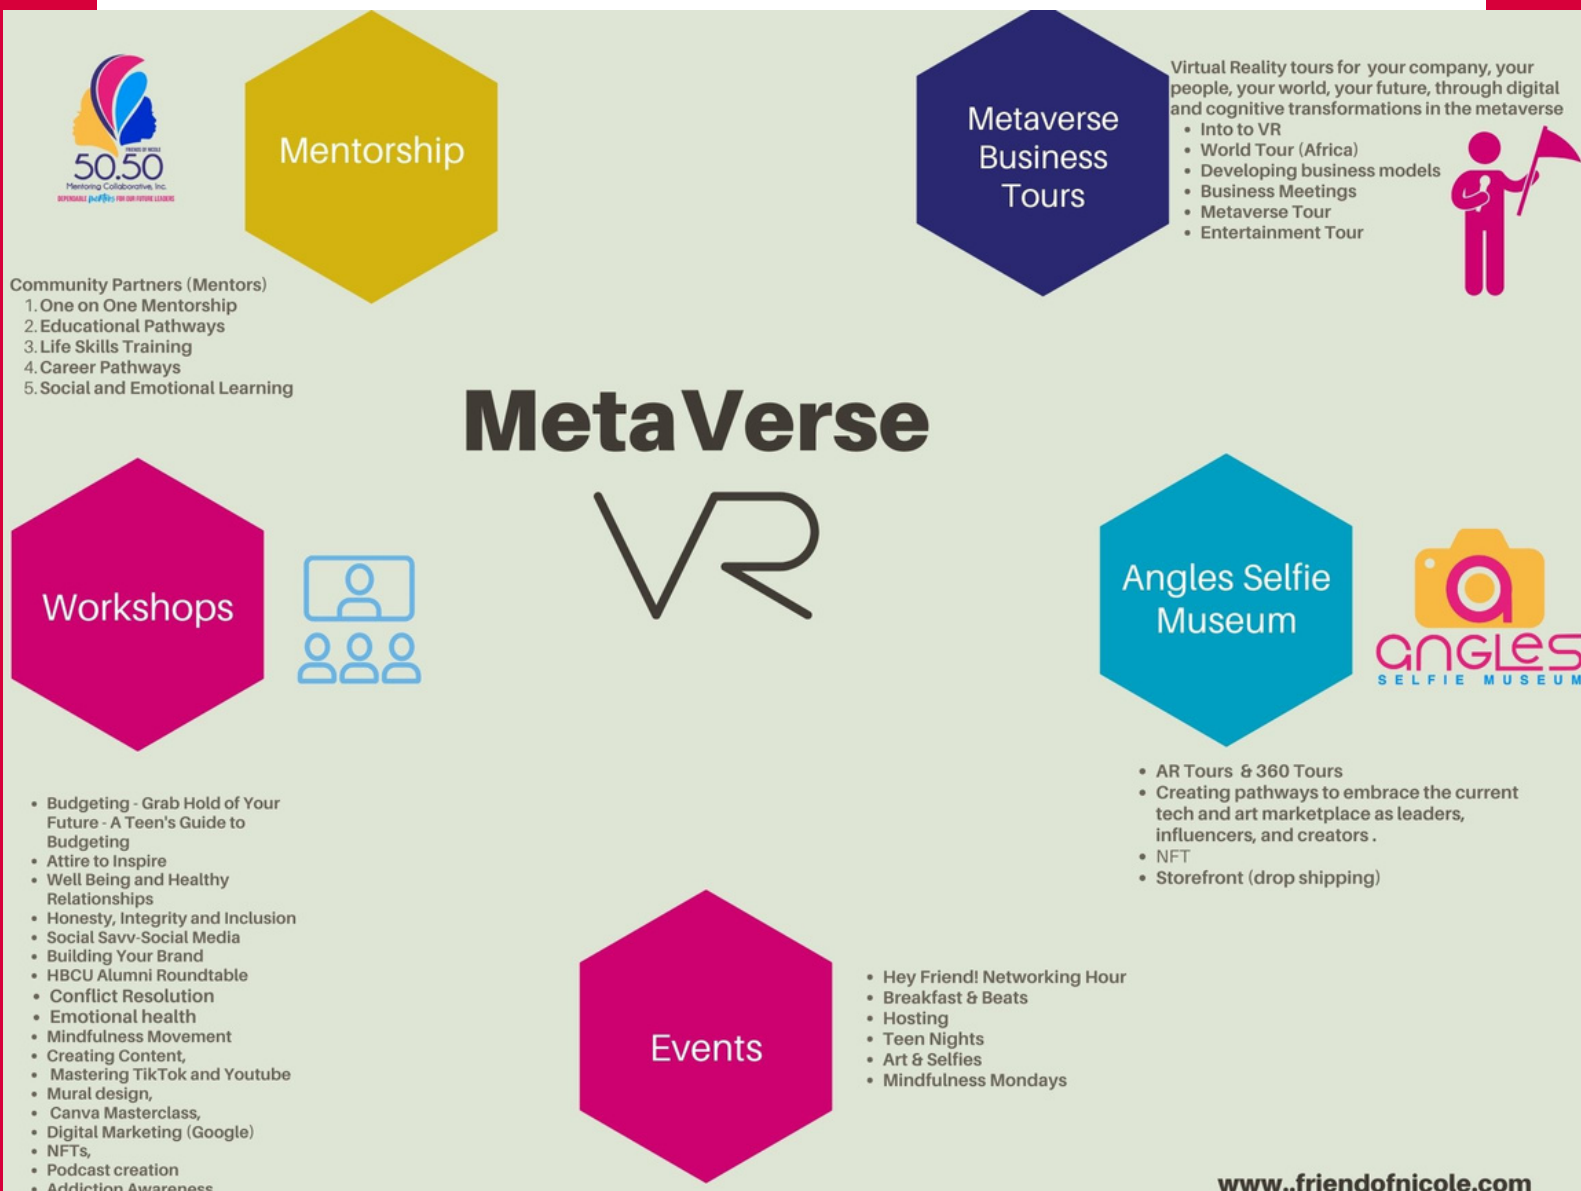 FRIENDS OF NICOLE
50.50
Mentoring Collaborative, Inc.
DEPENDABLE partners FOR OUR FUTURE LEADERS
Mentorship
Community Partners (Mentors)
1. One on One Mentorship
2. Educational Pathways
3. Life Skills Training
4. Career Pathways
5. Social and Emotional Learning
Metaverse
Business
Tours
Virtual Reality tours for your company, your
people, your world, your future, through digital
and cognitive transformations in the metaverse
• Into to VR
• World Tour (Africa)
• Developing business models
• Business Meetings
• Metaverse Tour
• Entertainment Tour
MetaVerse
VR
Workshops
• Budgeting - Grab Hold of Your
Future - A Teen's Guide to
Budgeting
• Attire to Inspire
• Well Being and Healthy
Relationships
• Honesty, Integrity and Inclusion
• Social Savv-Social Media
• Building Your Brand
• HBCU Alumni Roundtable
• Conflict Resolution
• Emotional health
• Mindfulness Movement
• Creating Content,
• Mastering TikTok and Youtube
• Mural design,
• Canva Masterclass,
• Digital Marketing (Google)
• NFTs,
• Podcast creation
• Addiction Awareness
Angles Selfie
Museum
a
angles
SELFIE MUSEUM
• AR Tours & 360 Tours
• Creating pathways to embrace the current
tech and art marketplace as leaders,
influencers, and creators .
• NFT
• Storefront (drop shipping)
Events
• Hey Friend! Networking Hour
• Breakfast & Beats
• Hosting
• Teen Nights
• Art & Selfies
• Mindfulness Mondays
www..friendofnicole.com